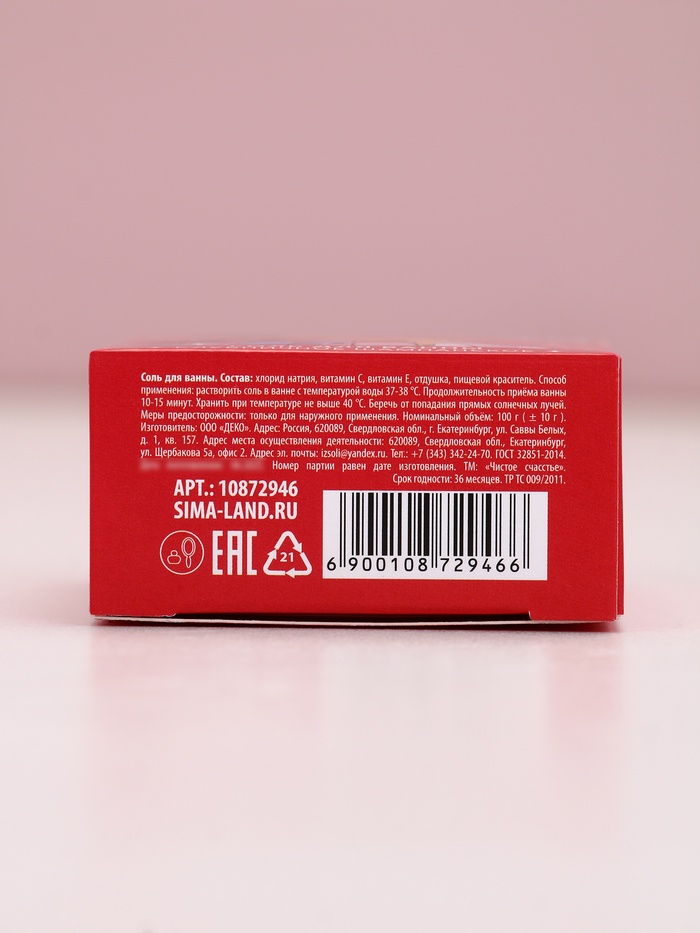 Соль для ванны. Состав: хлорид натрия, витамин С, витамин Е, отдушка, пищевой краситель. Способ
применения: растворить соль в ванне с температурой воды 37-38 °С. Продолжительность приёма ванны
10-15 минут. Хранить при температуре не выше 40 °С. Беречь от попадания прямых солнечных лучей.
Меры предосторожности: только для наружного применения. Номинальный объём: 100 г ( ± 10 г ).
Изготовитель: ООО «ДЕКО». Адрес: Россия, 620089, Свердловская обл., г. Екатеринбург, ул. Саввы Белых,
д. 1, кв. 157. Адрес места осуществления деятельности: 620089, Свердловская обл., Екатеринбург,
ул. Щербакова 5а, офис 2. Адрес эл. почты: izsoli@yandex.ru. Тел.: +7 (343) 342-24-70. ГОСТ 32851-2014.
Номер партии равен дате изготовления. ТМ: «Чистое счастье».
Срок годности: 36 месяцев. ТР ТС 009/2011.
АРТ.: 10872946
SIMA-LAND.RU
EAC
21
6 900108 729466